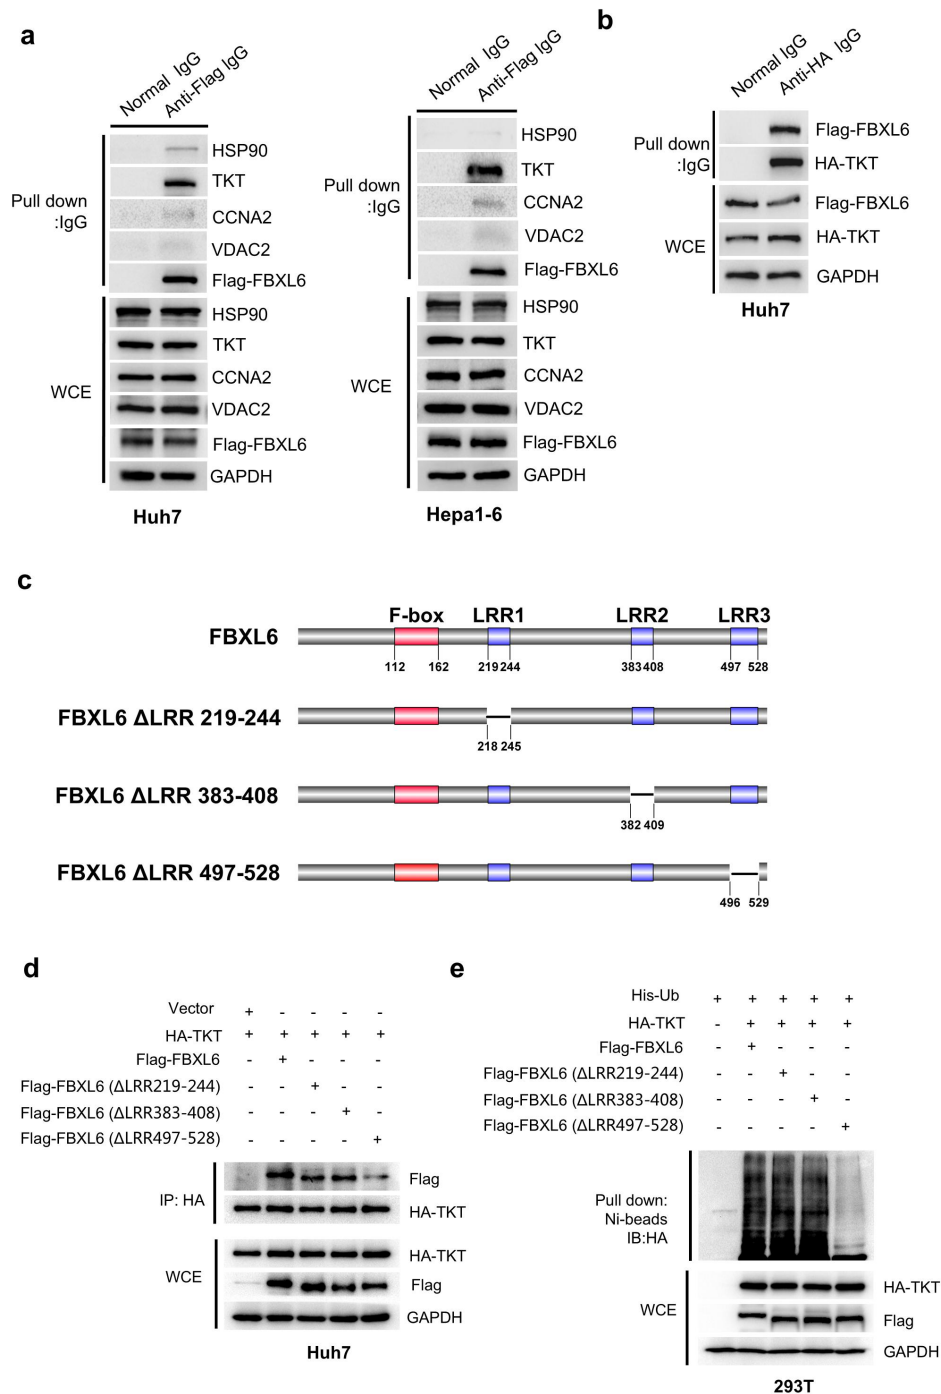 a
Normal IgG
Anti-Flag IgG
Pull down
:IgG
HSP90
TKT
CCNA2
VDAC2
Flag-FBXL6
WCE
HSP90
TKT
CCNA2
VDAC2
Flag-FBXL6
GAPDH
Huh7
Normal IgG
Anti-Flag IgG
Pull down
:IgG
HSP90
TKT
CCNA2
VDAC2
Flag-FBXL6
WCE
HSP90
TKT
CCNA2
VDAC2
Flag-FBXL6
GAPDH
Hepa1-6
b
Normal IgG
Anti-HA IgG
Pull down
:IgG
Flag-FBXL6
HA-TKT
WCE
Flag-FBXL6
HA-TKT
GAPDH
Huh7
c
F-box LRR1 LRR2 LRR3
FBXL6
112 162 219 244 383 408 497 528
FBXL6 ΔLRR 219-244
218 245
FBXL6 ΔLRR 383-408
382 409
FBXL6 ΔLRR 497-528
496 529
d
Vector + - - - -
HA-TKT + + + + +
Flag-FBXL6 - + - - -
Flag-FBXL6 (ΔLRR219-244) - - + - -
Flag-FBXL6 (ΔLRR383-408) - - - + -
Flag-FBXL6 (ΔLRR497-528) - - - - +
IP: HA
Flag
HA-TKT
WCE
HA-TKT
Flag
GAPDH
Huh7
e
His-Ub + + + + +
HA-TKT - + + + +
Flag-FBXL6 - + - - -
Flag-FBXL6 (ΔLRR219-244) - - + - -
Flag-FBXL6 (ΔLRR383-408) - - - + -
Flag-FBXL6 (ΔLRR497-528) - - - - +
Pull down:
Ni-beads
IB:HA
WCE
HA-TKT
Flag
GAPDH
293T